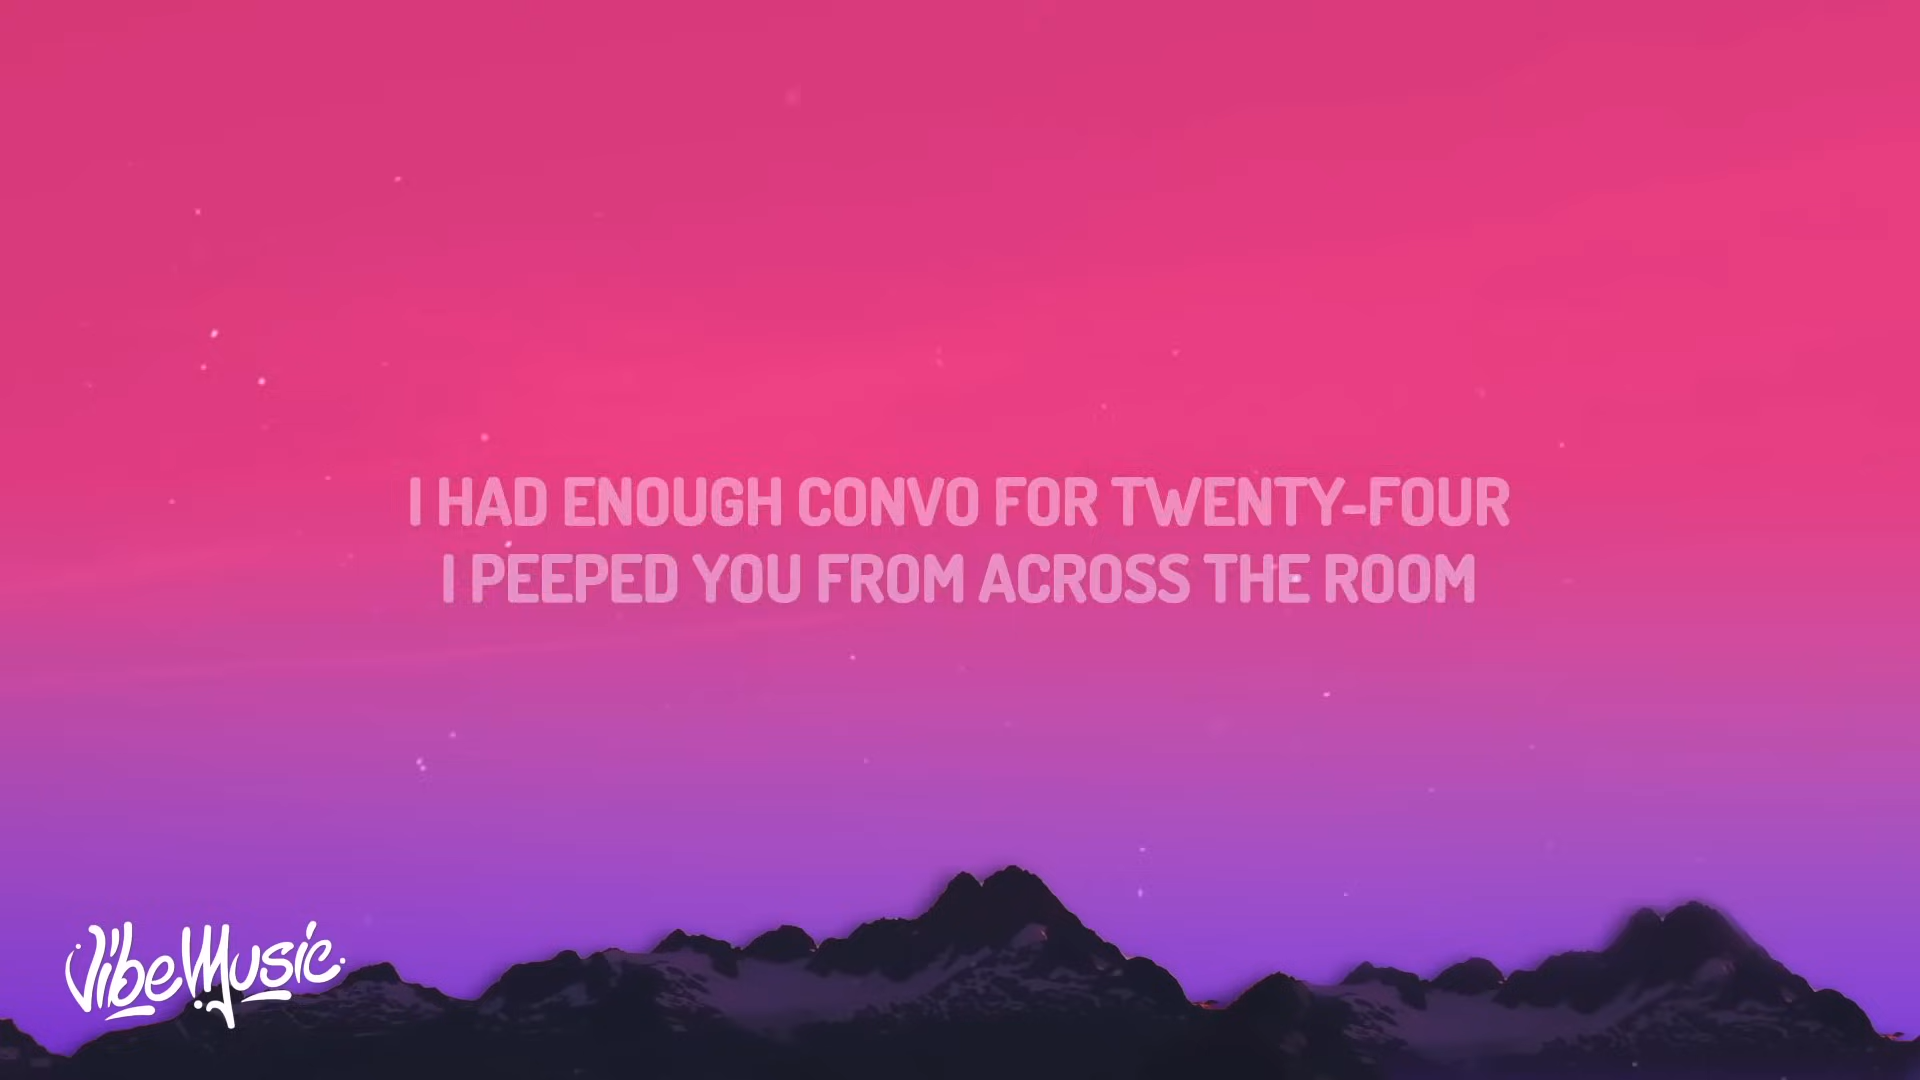 I HAD ENOUGH CONVO FOR TWENTY-FOUR
I PEEPED YOU FROM ACROSS THE ROOM
VibeMusic